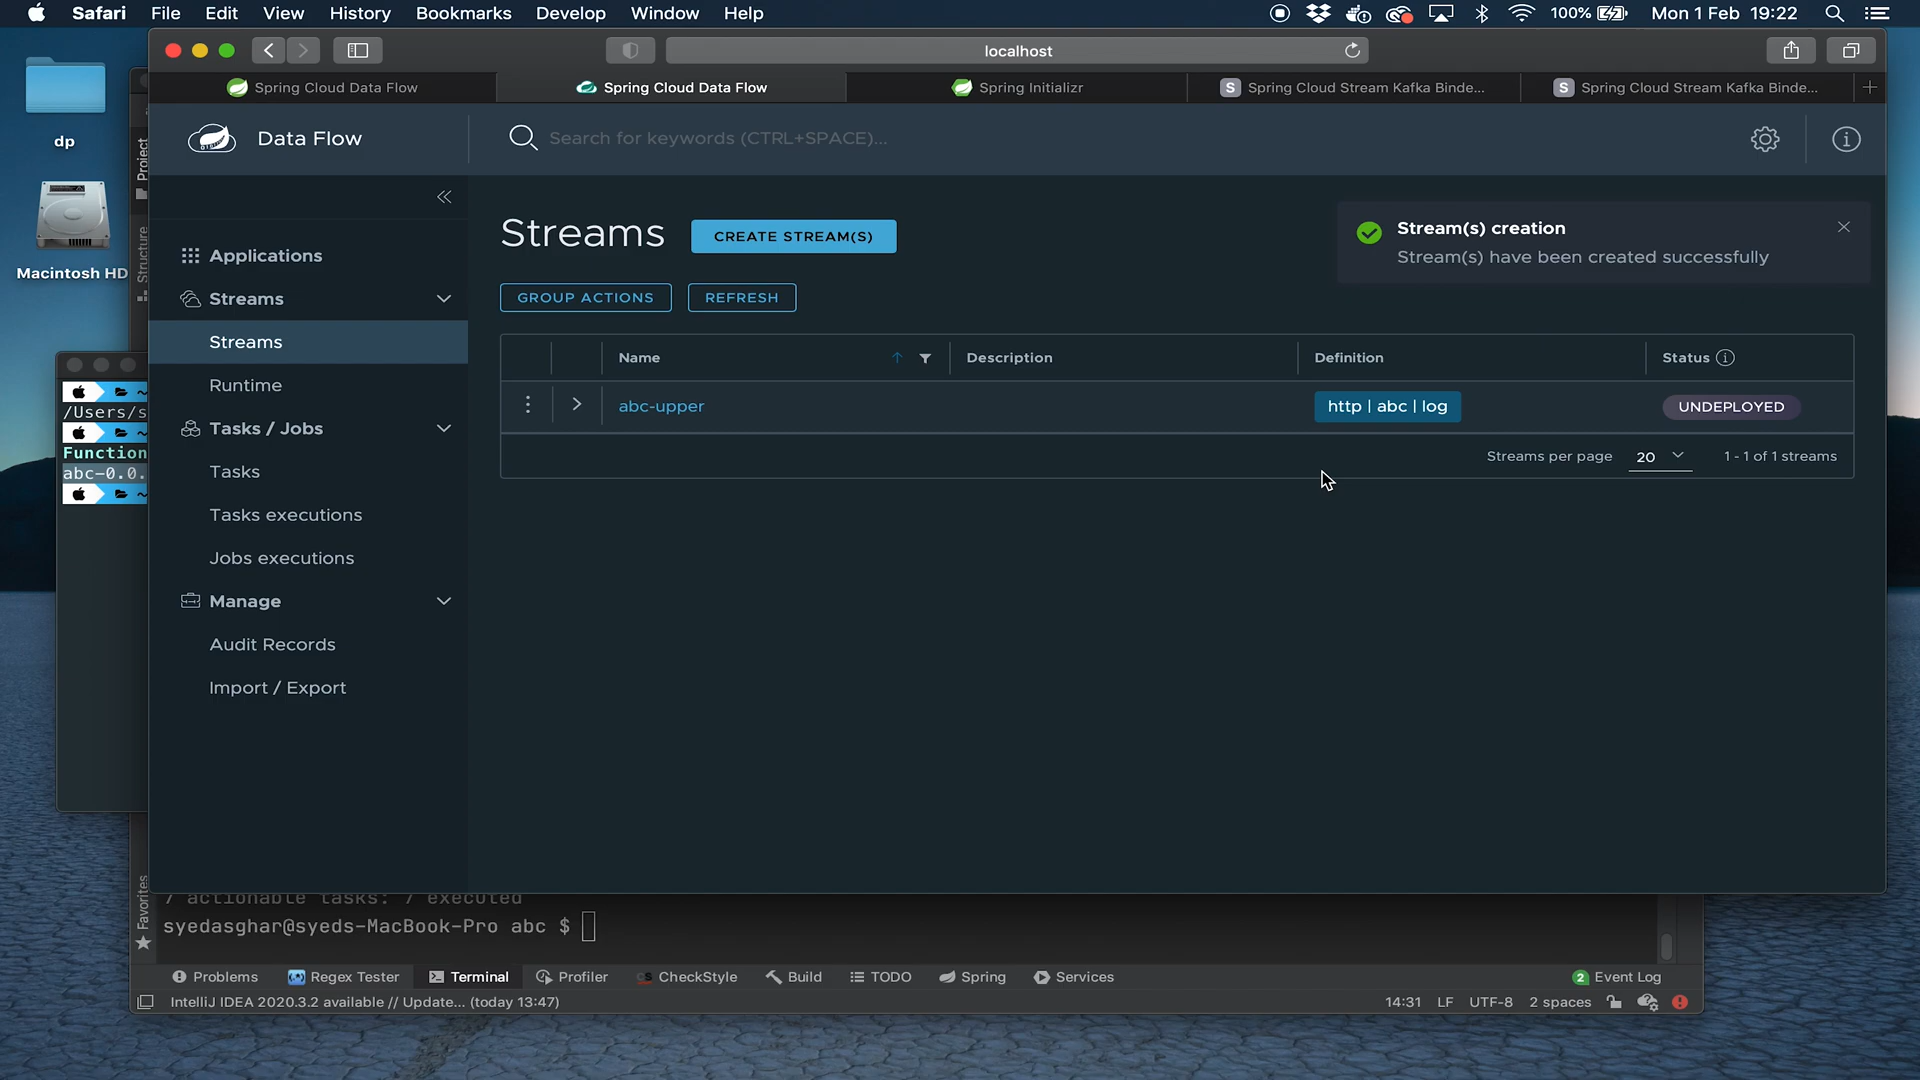 Safari File Edit View History Bookmarks Develop Window Help 100% Mon 1 Feb 19:22
localhost
Spring Cloud Data Flow
Spring Cloud Data Flow
Spring Initializr
S Spring Cloud Stream Kafka Binde...
S Spring Cloud Stream Kafka Binde...
dp
Macintosh HD
Project
Structure
/Users/s
Function
abc-0.0.
Data Flow
Search for keywords (CTRL+SPACE)...
Applications
Streams
Streams
Runtime
Tasks / Jobs
Tasks
Tasks executions
Jobs executions
Manage
Audit Records
Import / Export
Streams
CREATE STREAM(S)
Stream(s) creation
Stream(s) have been created successfully
GROUP ACTIONS
REFRESH
Name Description Definition Status
abc-upper http | abc | log UNDEPLOYED
Streams per page 20 1 - 1 of 1 streams
Favorites
7 actionable tasks: 7 executed
syedasghar@syeds-MacBook-Pro abc $
Problems Regex Tester Terminal Profiler CheckStyle Build TODO Spring Services 2 Event Log
IntelliJ IDEA 2020.3.2 available // Update... (today 13:47) 14:31 LF UTF-8 2 spaces